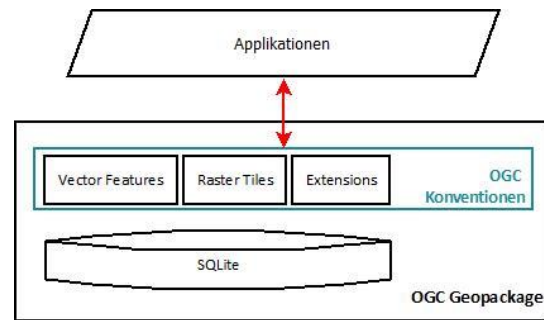 Applikationen
Vector Features
Raster Tiles
Extensions
OGC
Konventionen
SQLite
OGC Geopackage